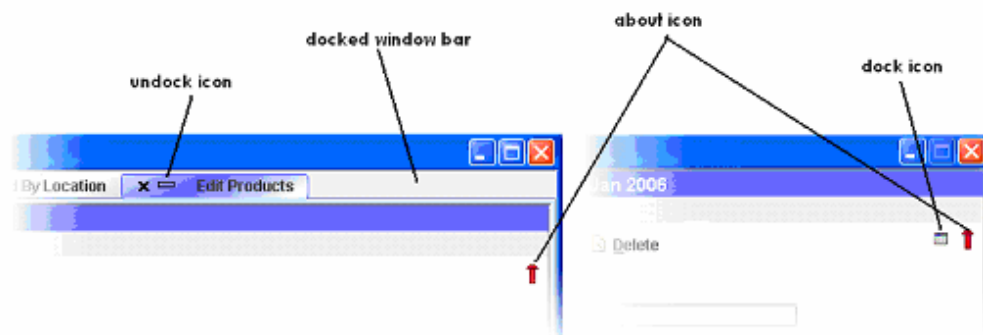 about icon
docked window bar
dock icon
undock icon
By Location
Edit Products
Jan 2006
Delete